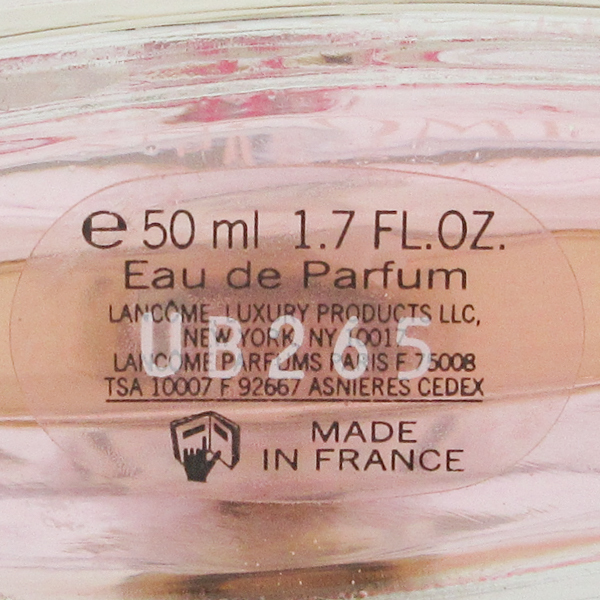 e 50 ml 1.7 FL.OZ.
Eau de Parfum
LANCÔME LUXURY PRODUCTS LLC,
NEW YORK, NY 10017
UB265
LANCÔME PARFUMS PARIS F 75008
TSA 10007 F 92667 ASNIERES CEDEX
MADE
IN FRANCE